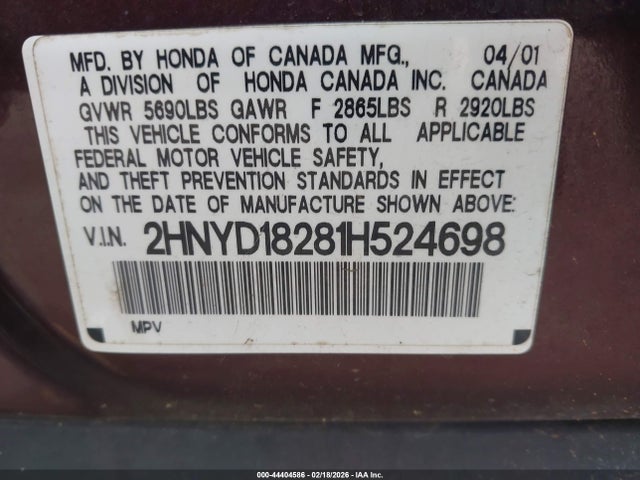 MFD. BY HONDA OF CANADA MFG., 04/01
A DIVISION OF HONDA CANADA INC. CANADA
GVWR 5690LBS GAWR F 2865LBS R 2920LBS
THIS VEHICLE CONFORMS TO ALL APPLICABLE
FEDERAL MOTOR VEHICLE SAFETY,
AND THEFT PREVENTION STANDARDS IN EFFECT
ON THE DATE OF MANUFACTURE SHOWN ABOVE:
V.I.N. 2HNYD18281H524698
MPV
000-44404586 - 02/18/2026 - IAA Inc.